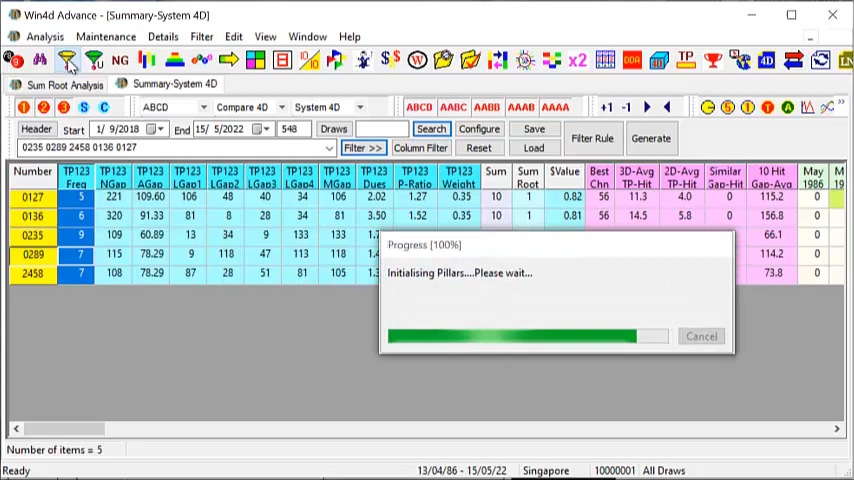 Win4d Advance - [Summary-System 4D]
Analysis Maintenance Details Filter Edit View Window Help
NG 10/10 $$ W x2 DDA 4D TP 4D LN
Sum Root Analysis Summary-System 4D
1 2 3 S C ABCD Compare 4D System 4D ABCD AABC AABB AAAB AAAA +1 -1 5 T T A
Header Start 1/ 9/2018 End 15/ 5/2022 548 Draws Search Configure Save Filter Rule Generate
0235 0289 2458 0136 0127 Filter >> Column Filter Reset Load
Number TP123 Freq TP123 NGap TP123 AGap TP123 LGap1 TP123 LGap2 TP123 LGap3 TP123 LGap4 TP123 MGap TP123 Dues TP123 P-Ratio TP123 Weight Sum Sum Root $Value Best Chn 3D-Avg TP-Hit 2D-Avg TP-Hit Similar Gap-Hit 10 Hit Gap-Avg May 1986
0127 5 221 109.60 106 48 40 34 106 2.02 1.27 0.35 10 1 0.82 56 11.3 4.0 115.2 0
0136 6 320 91.33 81 8 28 34 81 3.50 1.52 0.35 10 1 0.81 56 14.5 5.8 156.8 0
0235 9 109 60.89 13 34 9 133 133 66.1 0
0289 7 115 78.29 9 118 47 113 118 114.2 0
2458 7 108 78.29 87 28 51 81 105 73.8 0
Progress [100%]
Initialising Pillars....Please wait...
Cancel
Number of items = 5
Ready 13/04/86 - 15/05/22 Singapore 10000001 All Draws